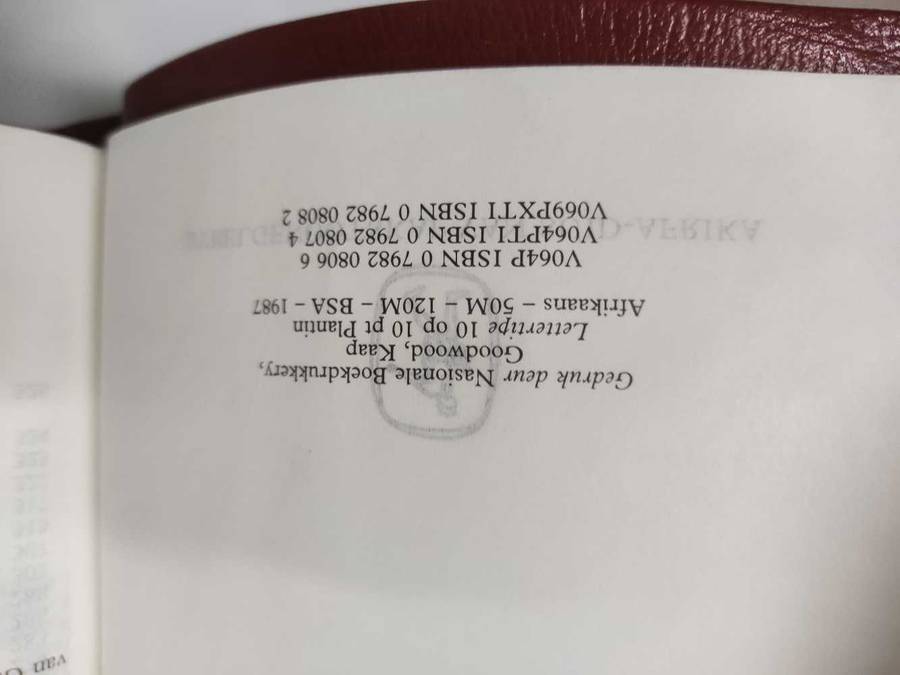 Gedruk deur Nasionale Boekdrukkery,
Goodwood, Kaap
Lettertipe 10 op 10 pt Plantin
Afrikaans – 50M – 120M – BSA – 1987
V064P ISBN 0 7982 0806 6
V064PTI ISBN 0 7982 0807 4
V069PXTI ISBN 0 7982 0808 2
van